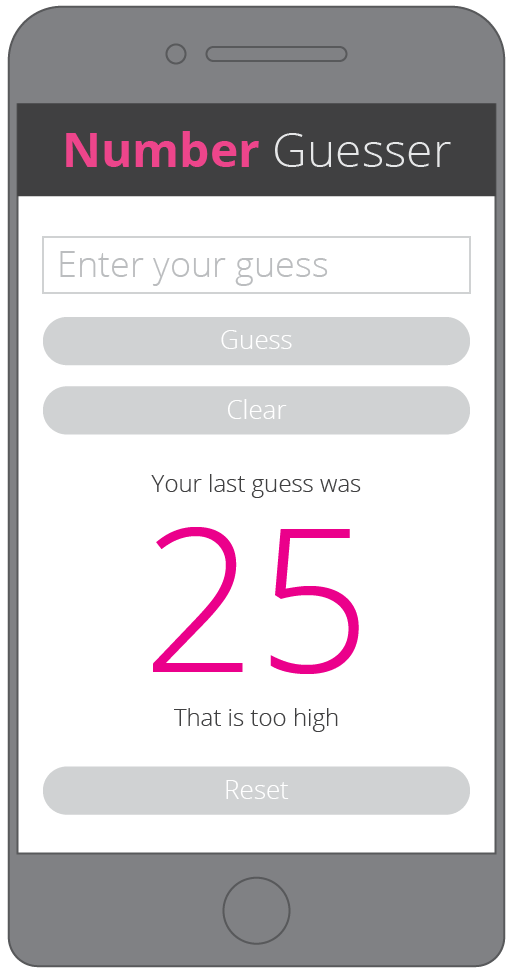 Number Guesser
Enter your guess
Guess
Clear
Your last guess was
25
That is too high
Reset